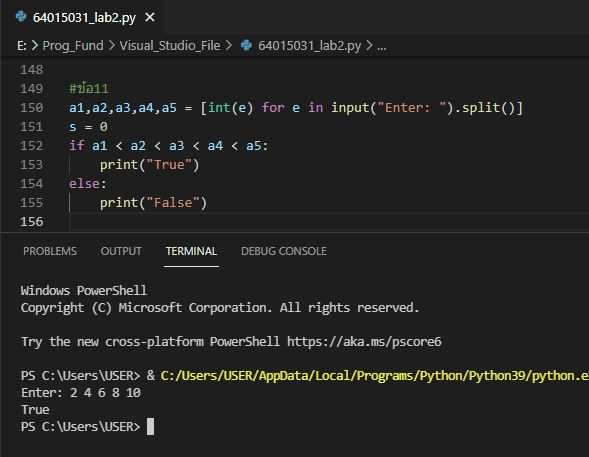 64015031_lab2.py ×
E: > Prog_Fund > Visual_Studio_File > 64015031_lab2.py > ...
148
149 #ข้อ11
150 a1,a2,a3,a4,a5 = [int(e) for e in input("Enter: ").split()]
151 s = 0
152 if a1 < a2 < a3 < a4 < a5:
153     print("True")
154 else:
155     print("False")
156
PROBLEMS OUTPUT TERMINAL DEBUG CONSOLE
Windows PowerShell
Copyright (C) Microsoft Corporation. All rights reserved.
Try the new cross-platform PowerShell https://aka.ms/pscore6
PS C:\Users\USER> & C:/Users/USER/AppData/Local/Programs/Python/Python39/python.e
Enter: 2 4 6 8 10
True
PS C:\Users\USER>